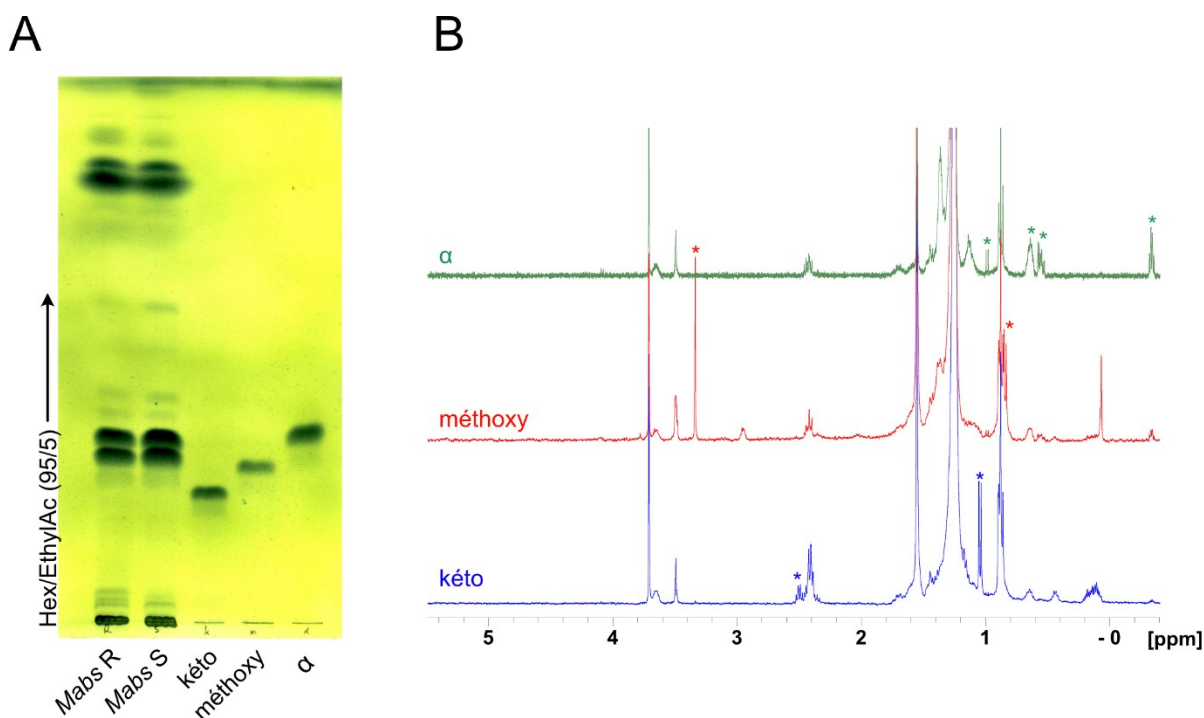 A
B
Hex/EthylAc (95/5)
Mabs R
Mabs S
kéto
méthoxy
α
α
*
*
*
*
méthoxy
*
*
kéto
*
*
5
4
3
2
1
- 0
[ppm]